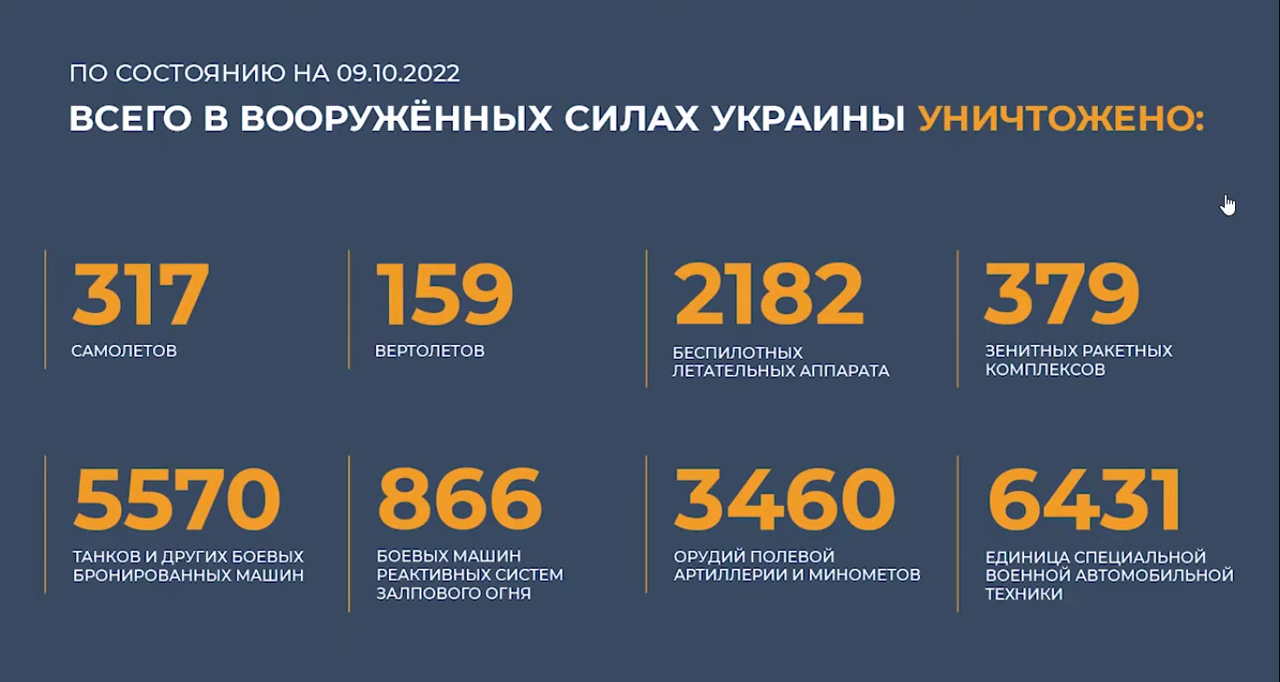 ПО СОСТОЯНИЮ НА 09.10.2022
ВСЕГО В ВООРУЖЁННЫХ СИЛАХ УКРАИНЫ УНИЧТОЖЕНО:
317
САМОЛЕТОВ
159
ВЕРТОЛЕТОВ
2182
БЕСПИЛОТНЫХ
ЛЕТАТЕЛЬНЫХ АППАРАТА
379
ЗЕНИТНЫХ РАКЕТНЫХ
КОМПЛЕКСОВ
5570
ТАНКОВ И ДРУГИХ БОЕВЫХ
БРОНИРОВАННЫХ МАШИН
866
БОЕВЫХ МАШИН
РЕАКТИВНЫХ СИСТЕМ
ЗАЛПОВОГО ОГНЯ
3460
ОРУДИЙ ПОЛЕВОЙ
АРТИЛЛЕРИИ И МИНОМЕТОВ
6431
ЕДИНИЦА СПЕЦИАЛЬНОЙ
ВОЕННОЙ АВТОМОБИЛЬНОЙ
ТЕХНИКИ